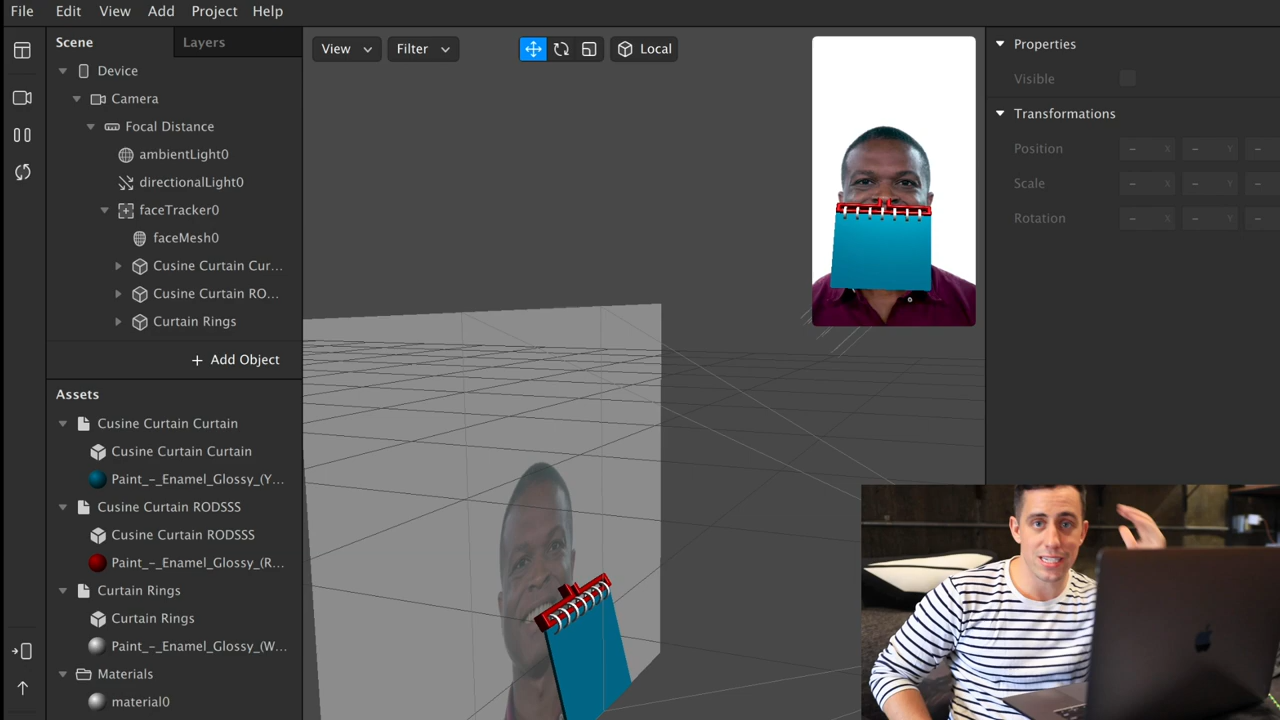 File Edit View Add Project Help
Scene Layers
View Filter Local
Device
Camera
Focal Distance
ambientLight0
directionalLight0
faceTracker0
faceMesh0
Cusine Curtain Cur...
Cusine Curtain RO...
Curtain Rings
+ Add Object
Assets
Cusine Curtain Curtain
Cusine Curtain Curtain
Paint_-_Enamel_Glossy_(Y...
Cusine Curtain RODSSS
Cusine Curtain RODSSS
Paint_-_Enamel_Glossy_(R...
Curtain Rings
Curtain Rings
Paint_-_Enamel_Glossy_(W...
Materials
material0
Properties
Visible
Transformations
Position – X – Y –
Scale – X – Y –
Rotation – X – Y –